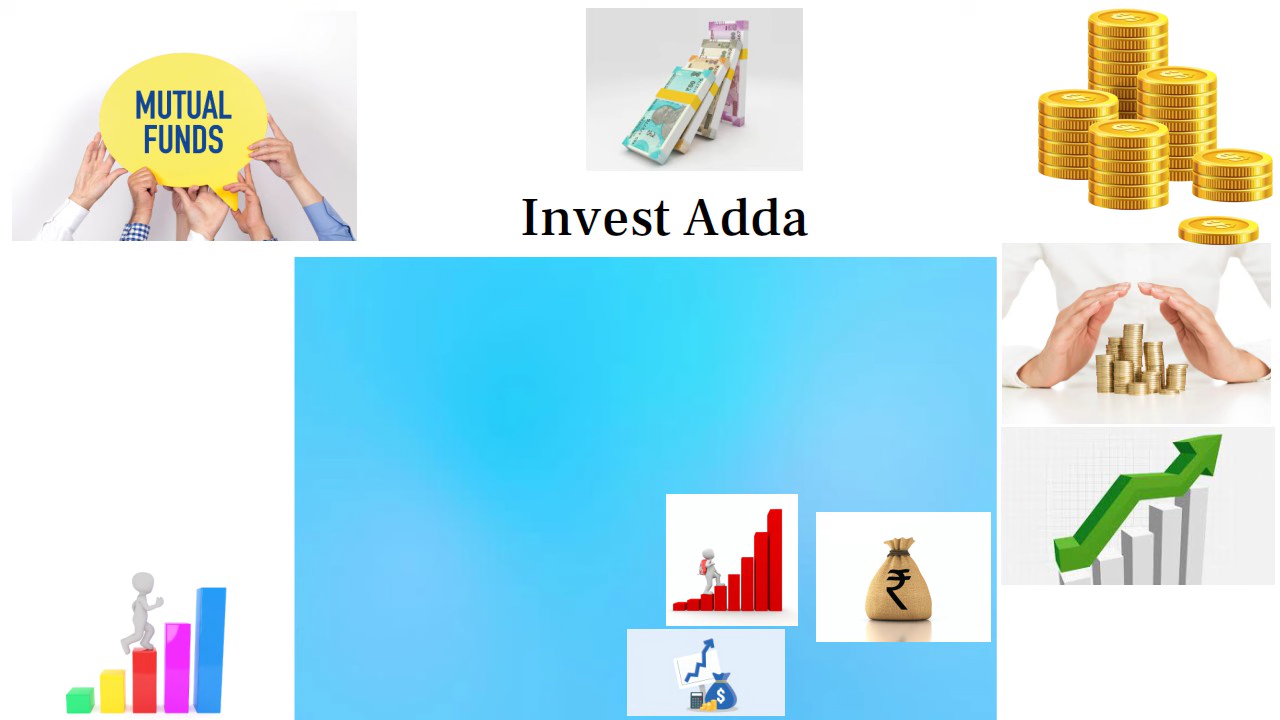 MUTUAL
FUNDS
Invest Adda
₹
$